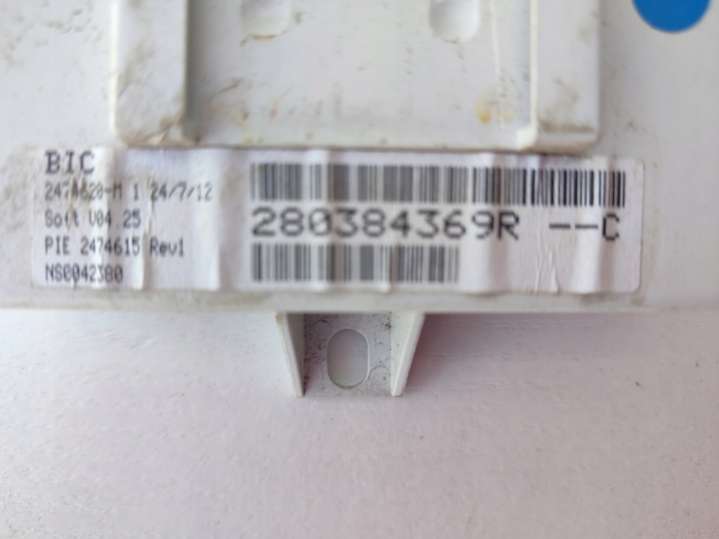 BIC
2474620-M 1 24/7/12
Soft V04.25
PIE 2474615 Rev1
NS0042380
280384369R --C